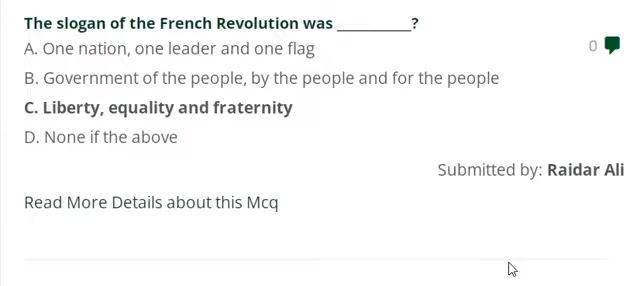 The slogan of the French Revolution was __________?
A. One nation, one leader and one flag
0
B. Government of the people, by the people and for the people
C. Liberty, equality and fraternity
D. None if the above
Submitted by: Raidar Ali
Read More Details about this Mcq